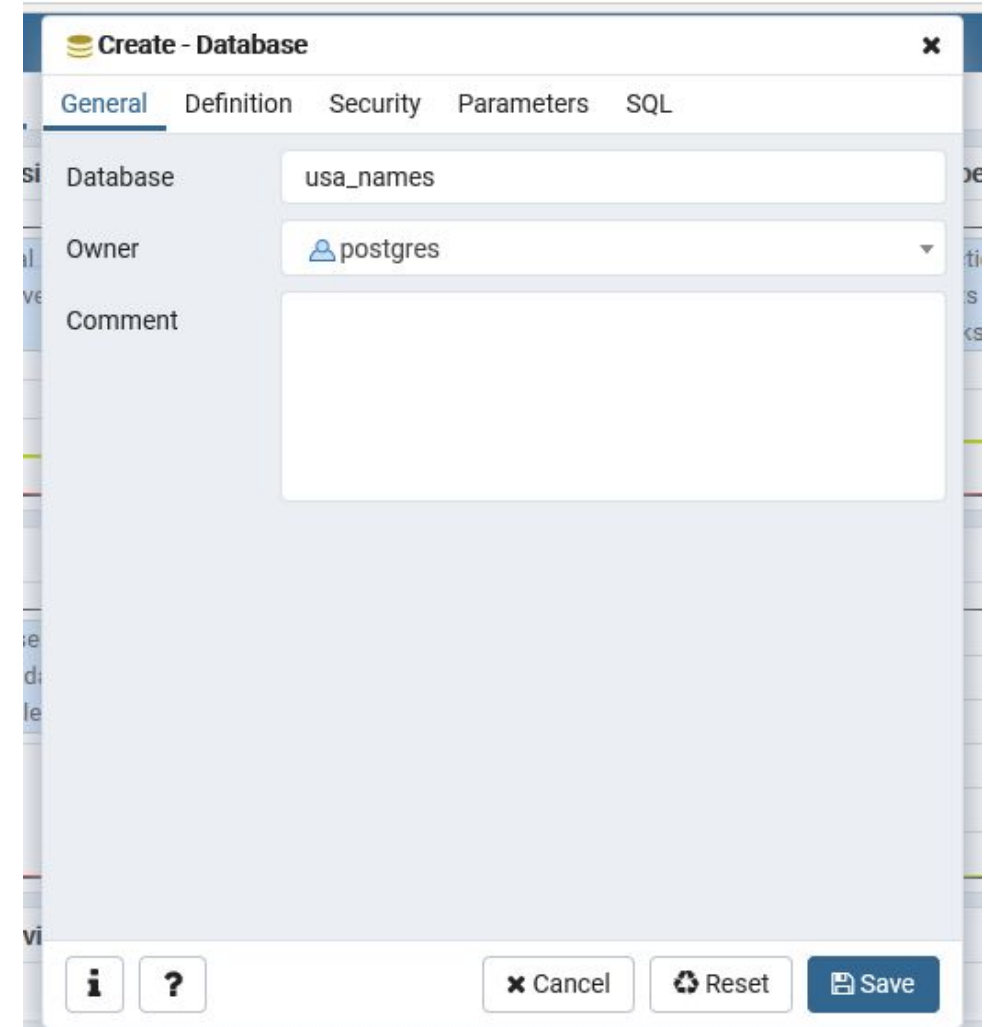 Create - Database
General Definition Security Parameters SQL
Database usa_names
Owner postgres
Comment
i ? Cancel Reset Save